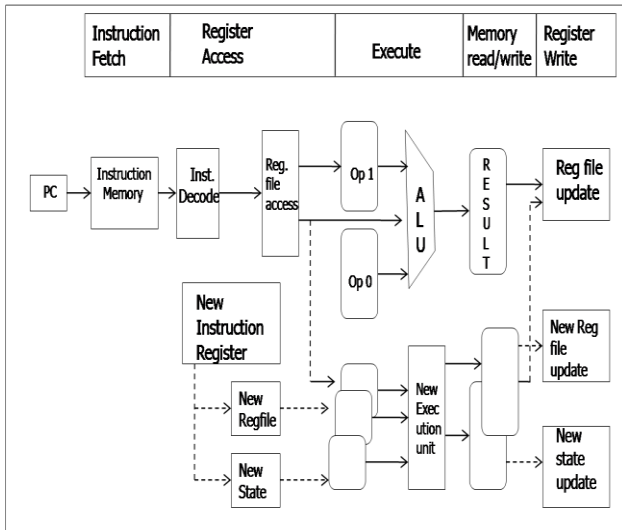 Instruction
Fetch
Register
Access
Execute
Memory
read/write
Register
Write
PC
Instruction
Memory
Inst.
Decode
Reg.
file
access
Op 1
Op 0
A
L
U
R
E
S
U
L
T
Reg file
update
New
Instruction
Register
New
Regfile
New
State
New
Exec
ution
unit
New Reg
file
update
New
state
update